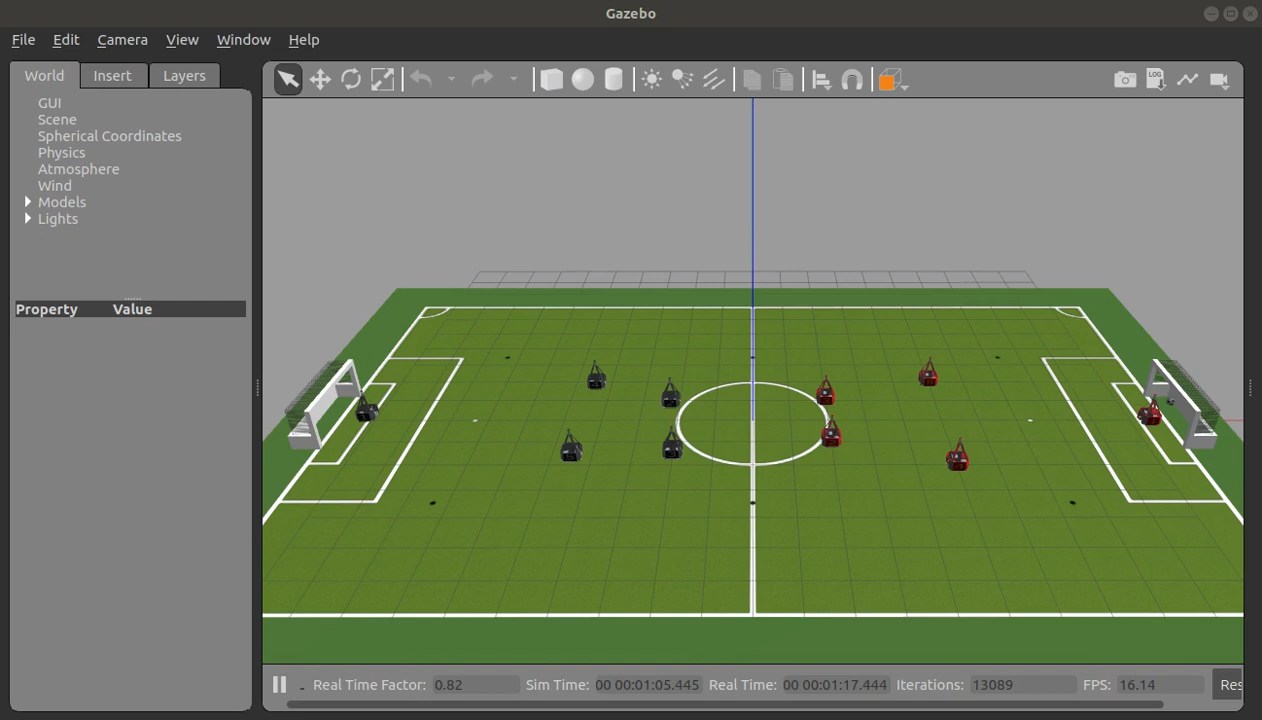 Gazebo
File Edit Camera View Window Help
World Insert Layers
LOG
GUI
Scene
Spherical Coordinates
Physics
Atmosphere
Wind
Models
Lights
Property Value
Real Time Factor: 0.82 Sim Time: 00 00:01:05.445 Real Time: 00 00:01:17.444 Iterations: 13089 FPS: 16.14 Res